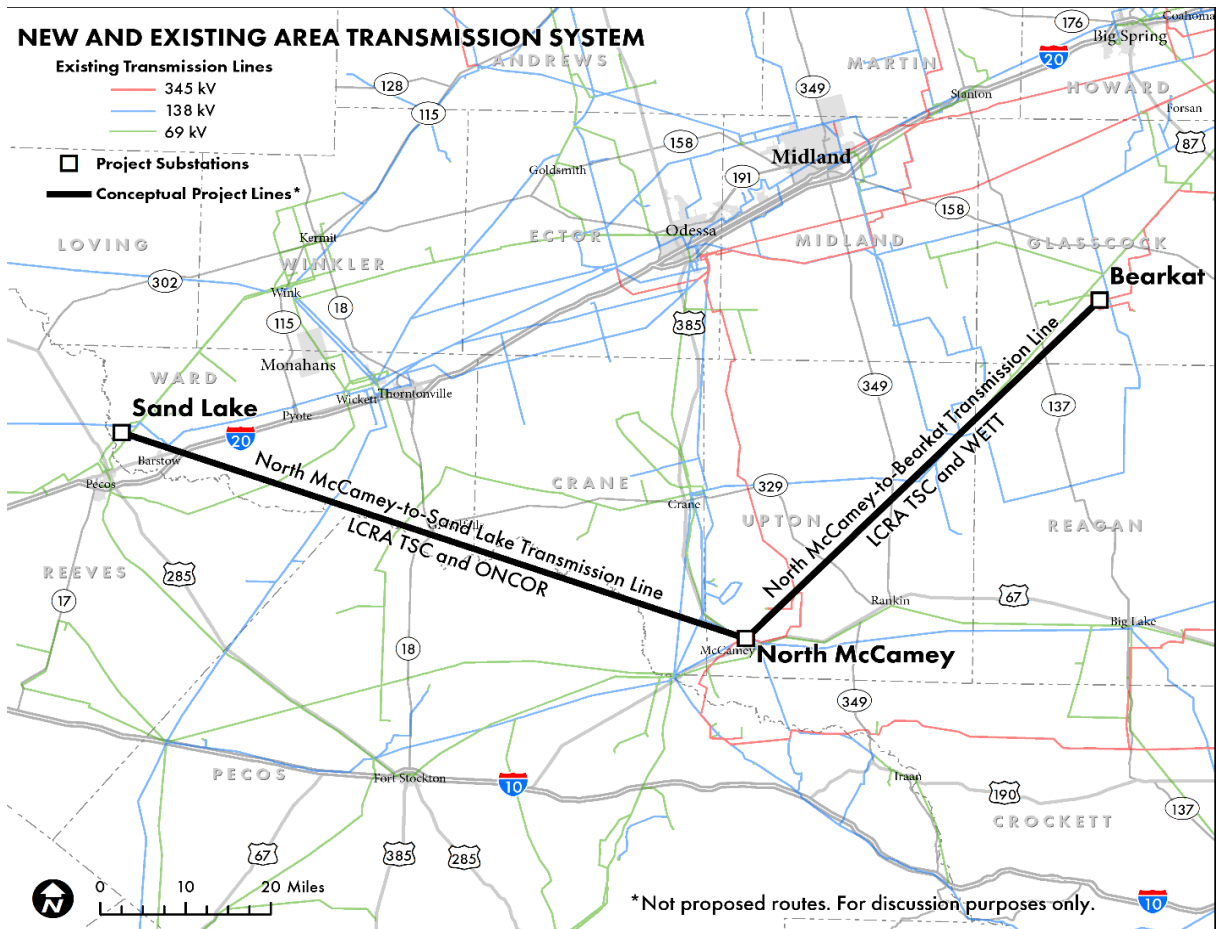 NEW AND EXISTING AREA TRANSMISSION SYSTEM
Existing Transmission Lines
345 kV
138 kV
69 kV
Project Substations
Conceptual Project Lines*
176
Coahoma
Big Spring
20
ANDREWS
MARTIN
HOWARD
128
349
Stanton
115
Forsan
158
87
Midland
Goldsmith
191
158
Odessa
Kermit
ECTOR
MIDLAND
GLASSCOCK
LOVING
WINKLER
Bearkat
302
Wink
18
115
385
Monahans
WARD
349
Wickett
Thorntonville
137
Sand Lake
Pyote
20
Barstow
Pecos
North McCamey-to-Bearkat Transmission Line
LCRA TSC and WETT
CRANE
329
Crane
UPTON
REAGAN
North McCamey-to-Sand Lake Transmission Line
LCRA TSC and ONCOR
REEVES
285
17
Rankin
67
Big Lake
18
McCamey
North McCamey
349
PECOS
Fort Stockton
10
Iraan
190
137
CROCKETT
67
385
285
N
0 10 20 Miles
*Not proposed routes. For discussion purposes only.
10